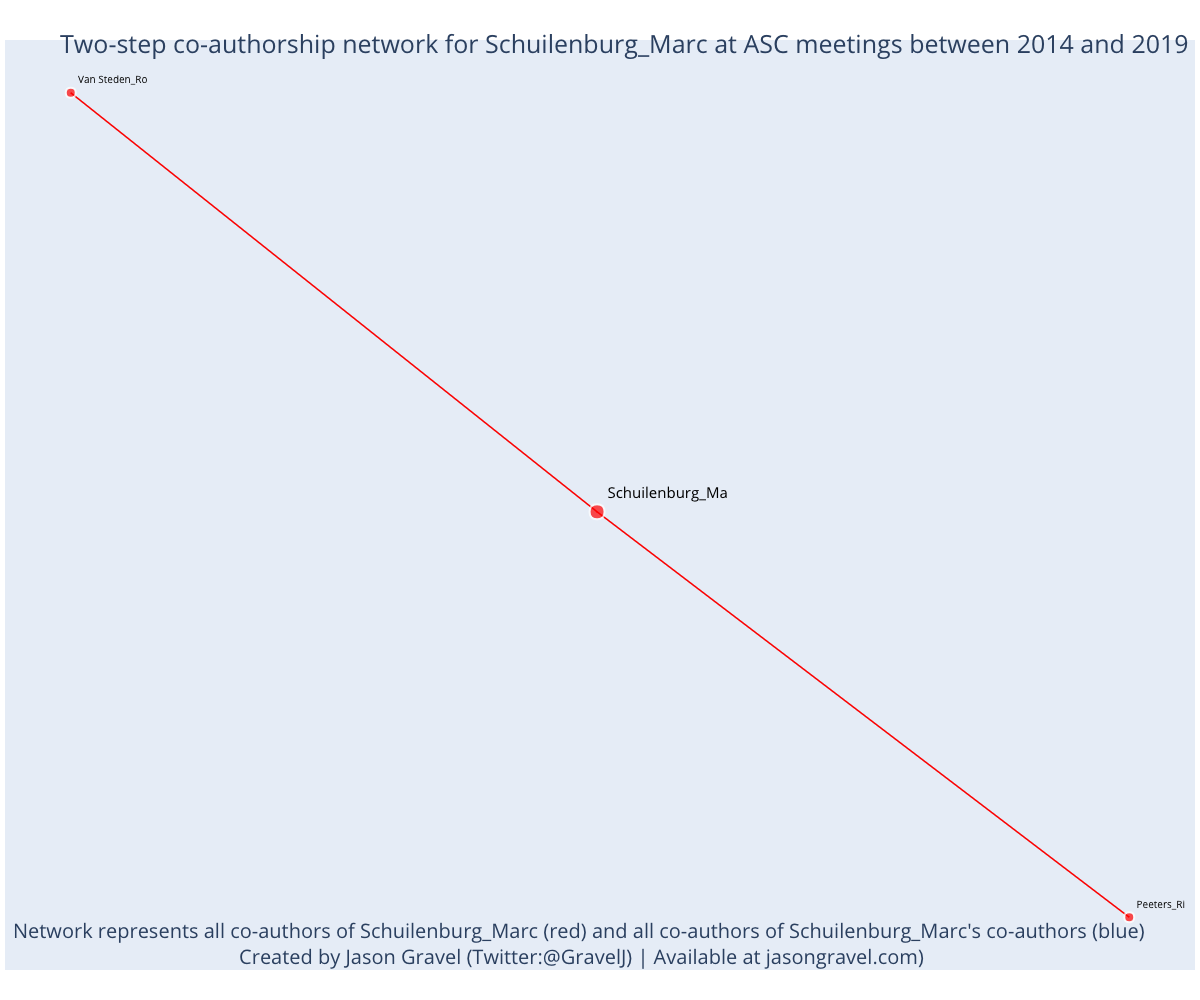 Two-step co-authorship network for Schuilenburg_Marc at ASC meetings between 2014 and 2019
Van Steden_Ro
Schuilenburg_Ma
Peeters_Ri
Network represents all co-authors of Schuilenburg_Marc (red) and all co-authors of Schuilenburg_Marc's co-authors (blue)
Created by Jason Gravel (Twitter:@GravelJ) | Available at jasongravel.com)